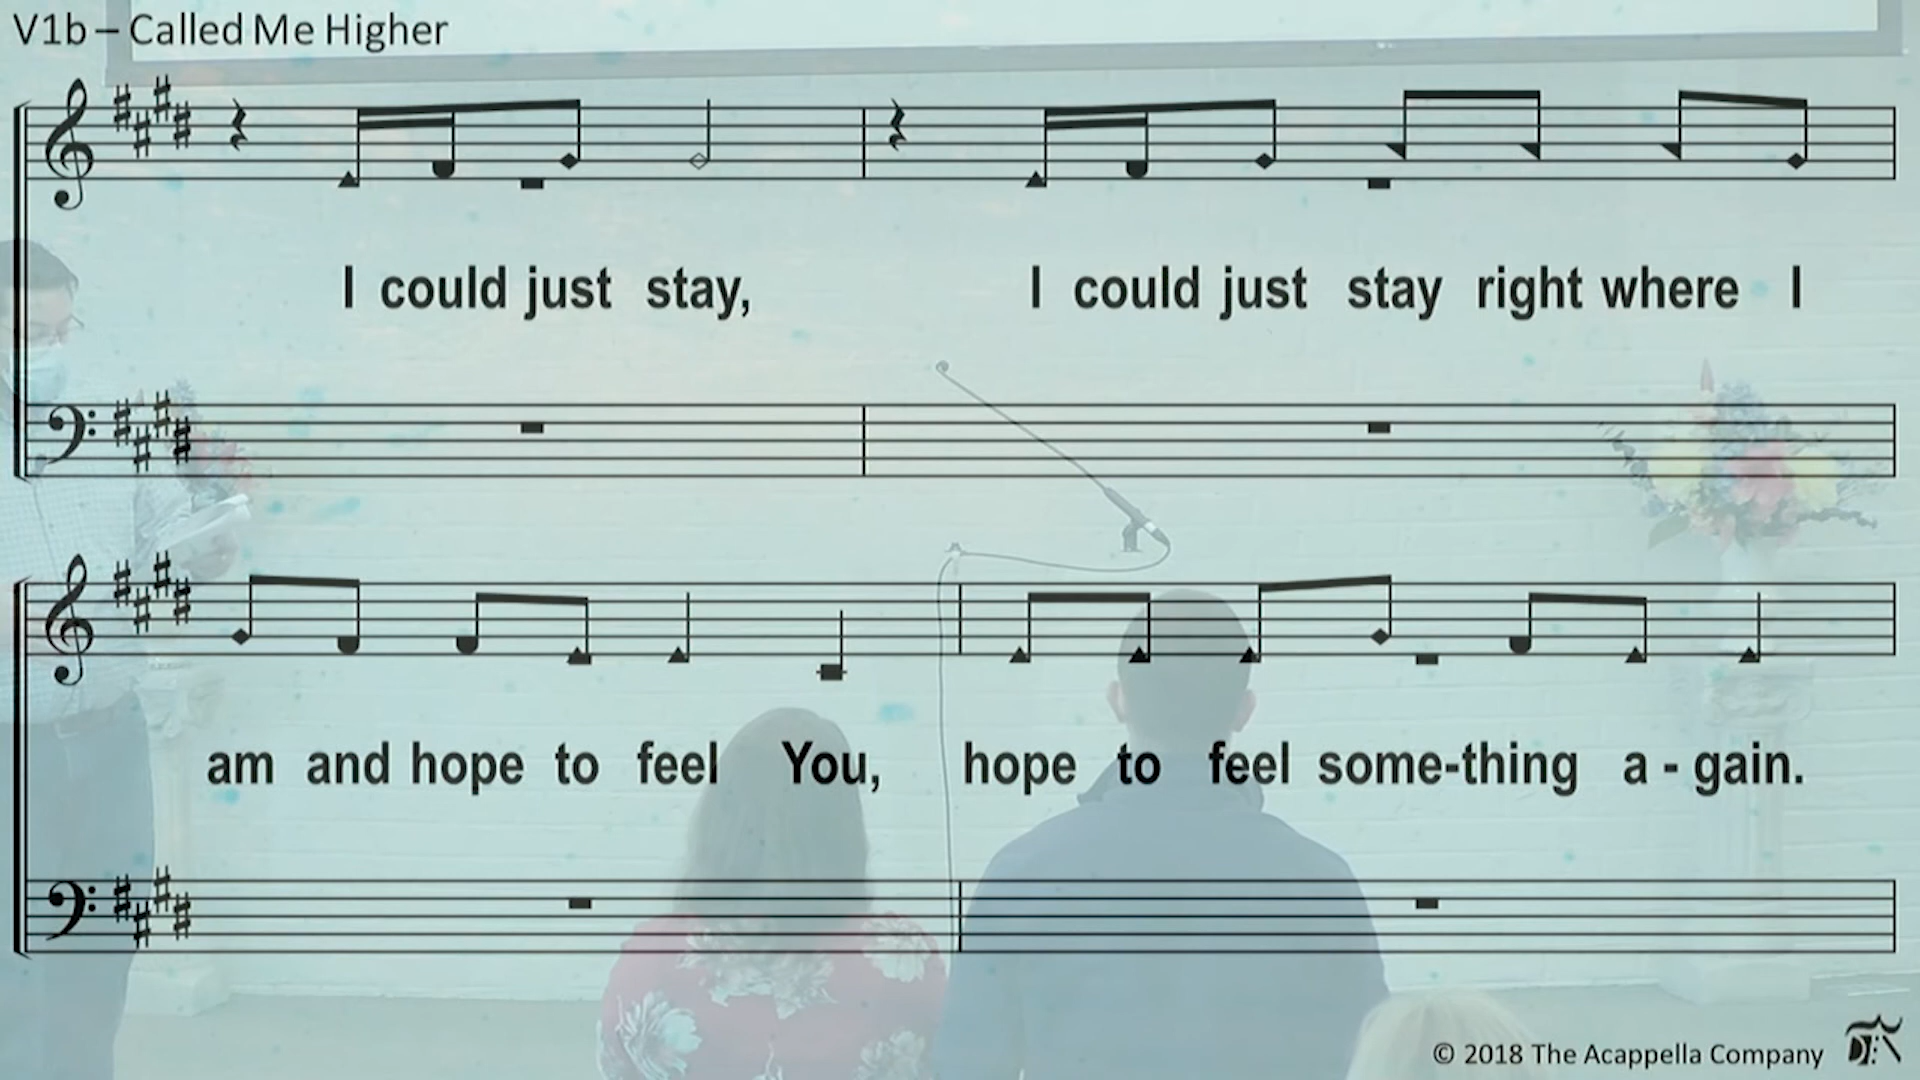 V1b – Called Me Higher
I could just stay, I could just stay right where I
am and hope to feel You, hope to feel some-thing a - gain.
© 2018 The Acappella Company